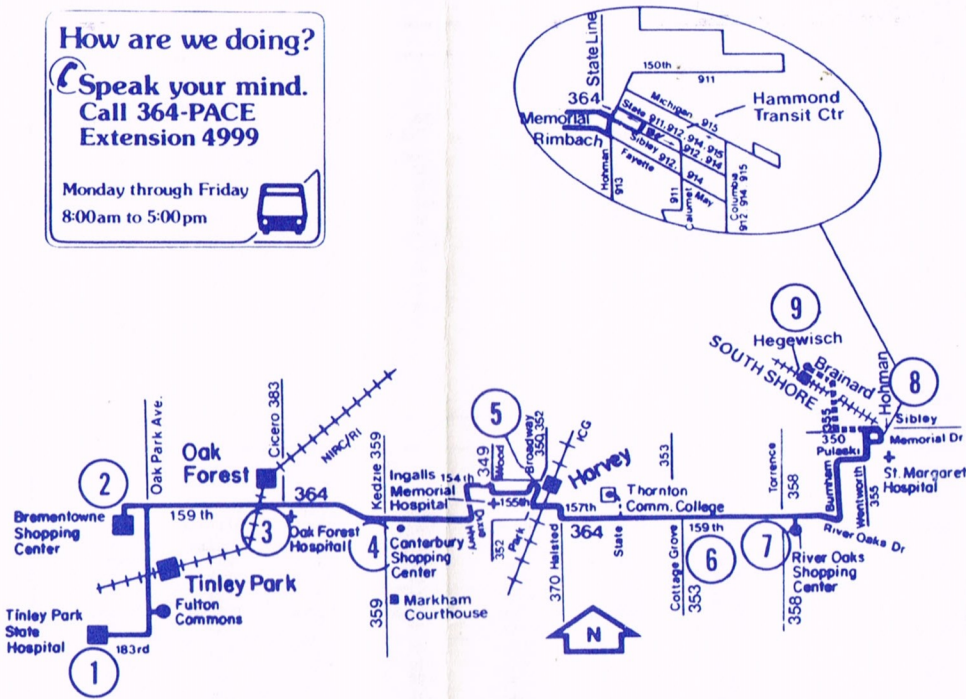 How are we doing?
Speak your mind.
Call 364-PACE
Extension 4999
Monday through Friday
8:00am to 5:00pm
State Line
150th
911
364
Michigan 915
Hammond
Transit Ctr
Memorial
Rimbach
State 911, 912, 914, 915
912, 914
Sibley 912,
914
Fayette
May
Hohman
913
911
Calumet
Columbia
912 914 915
9
Hegewisch
SOUTH SHORE
Brainard
Hohman
8
355
Sibley
350
Memorial Dr
Pulaski
St. Margaret
Hospital
Burnham
Wentworth
355
River Oaks Dr
Oak Park Ave.
Cicero 383
NIRC/RI
Oak
Forest
2
Brementowne
Shopping
Center
159 th
364
3
Oak Forest
Hospital
Kedzie 359
4
Canterbury
Shopping
Center
Markham
Courthouse
359
Ingalls
Memorial
Hospital
154th
Dixie
Hwy
349
Wood
155th
352
Park
5
Broadway
350, 352
ICG
Harvey
157th
370 Halsted
364
State
Thornton
Comm. College
353
159 th
Cottage Grove
353
6
Torrence
358
7
River Oaks
Shopping
Center
358
Tinley Park
Fulton
Commons
Tinley Park
State
Hospital
183rd
1
N